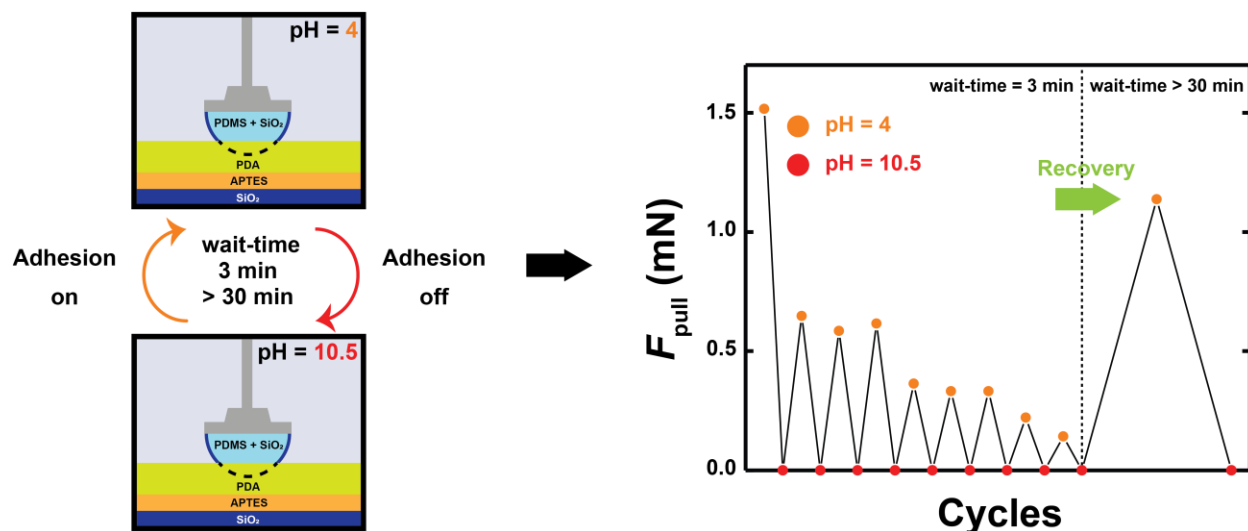 pH = 4
PDMS + SiO₂
PDA
APTES
SiO₂
Adhesion
on
wait-time
3 min
> 30 min
Adhesion
off
pH = 10.5
PDMS + SiO₂
PDA
APTES
SiO₂
wait-time = 3 min
wait-time > 30 min
pH = 4
pH = 10.5
Recovery
1.5
1.0
0.5
0.0
Fpull (mN)
Cycles